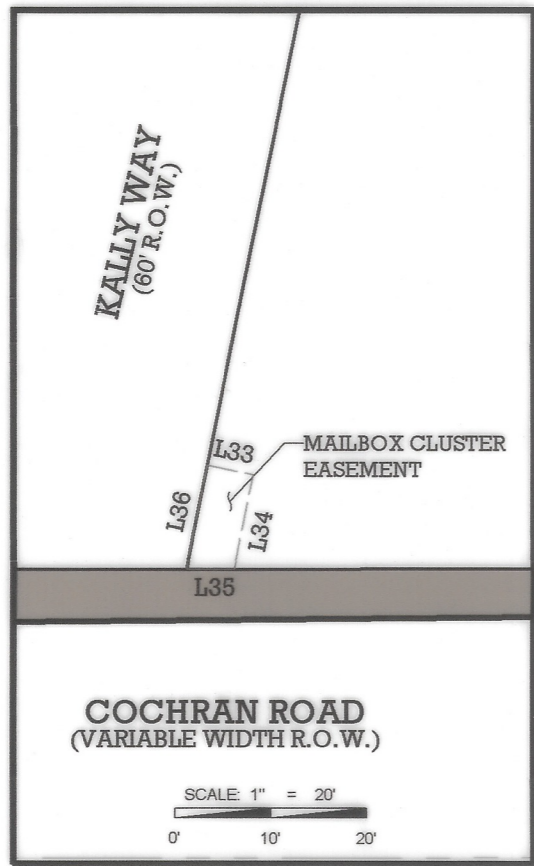 KALLY WAY
(60' R.O.W.)
L33
MAILBOX CLUSTER
EASEMENT
L36
L34
L35
COCHRAN ROAD
(VARIABLE WIDTH R.O.W.)
SCALE: 1" = 20'
0' 10' 20'